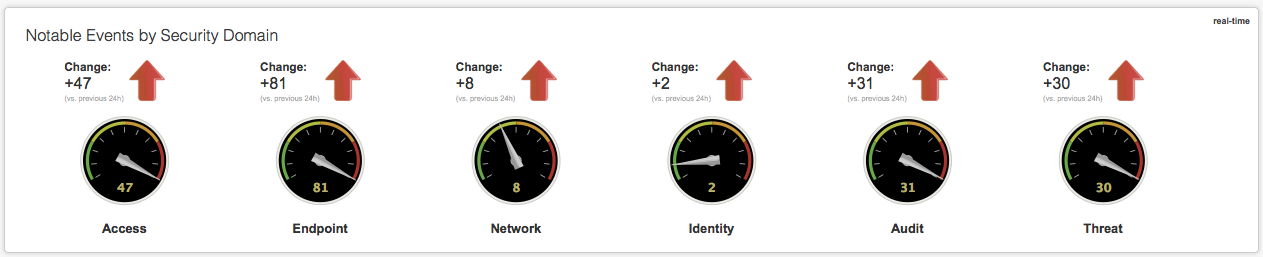 real-time
Notable Events by Security Domain
Change: Change: Change: Change: Change: Change:
+47 +81 +8 +2 +31 +30
(vs. previous 24h) (vs. previous 24h) (vs. previous 24h) (vs. previous 24h) (vs. previous 24h) (vs. previous 24h)
47 81 8 2 31 30
Access Endpoint Network Identity Audit Threat